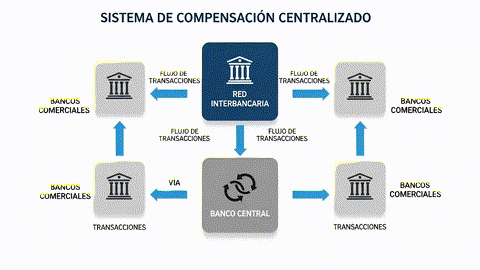 SISTEMA DE COMPENSACIÓN CENTRALIZADO
FLUJO DE
TRANSACCIONES
FLUJO DE
TRANSACCIONES
RED
INTERBANCARIA
BANCOS
COMERCIALES
BANCOS
COMERCIALES
FLUJO DE
TRANSACCIONES
FLUJO DE
TRANSACCIONES
BANCOS
COMERCIALES
VIA
BANCO CENTRAL
BANCOS
COMERCIALES
TRANSACCIONES
TRANSACCIONES